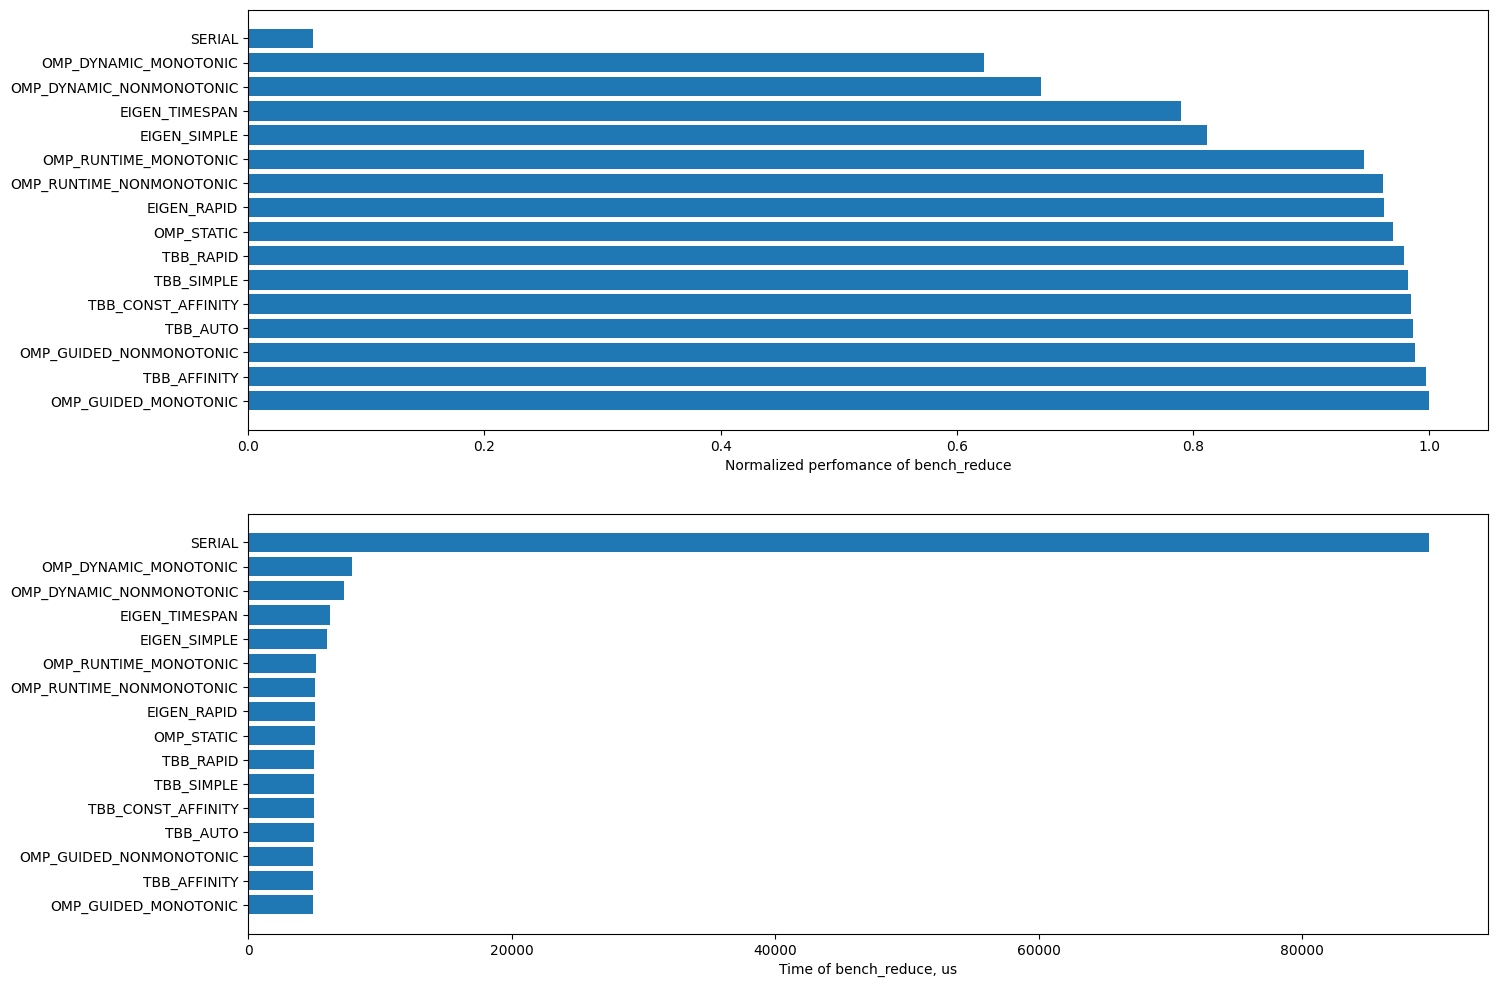 SERIAL
OMP_DYNAMIC_MONOTONIC
OMP_DYNAMIC_NONMONOTONIC
EIGEN_TIMESPAN
EIGEN_SIMPLE
OMP_RUNTIME_MONOTONIC
OMP_RUNTIME_NONMONOTONIC
EIGEN_RAPID
OMP_STATIC
TBB_RAPID
TBB_SIMPLE
TBB_CONST_AFFINITY
TBB_AUTO
OMP_GUIDED_NONMONOTONIC
TBB_AFFINITY
OMP_GUIDED_MONOTONIC
0.0 0.2 0.4 0.6 0.8 1.0
Normalized perfomance of bench_reduce
SERIAL
OMP_DYNAMIC_MONOTONIC
OMP_DYNAMIC_NONMONOTONIC
EIGEN_TIMESPAN
EIGEN_SIMPLE
OMP_RUNTIME_MONOTONIC
OMP_RUNTIME_NONMONOTONIC
EIGEN_RAPID
OMP_STATIC
TBB_RAPID
TBB_SIMPLE
TBB_CONST_AFFINITY
TBB_AUTO
OMP_GUIDED_NONMONOTONIC
TBB_AFFINITY
OMP_GUIDED_MONOTONIC
0 20000 40000 60000 80000
Time of bench_reduce, us